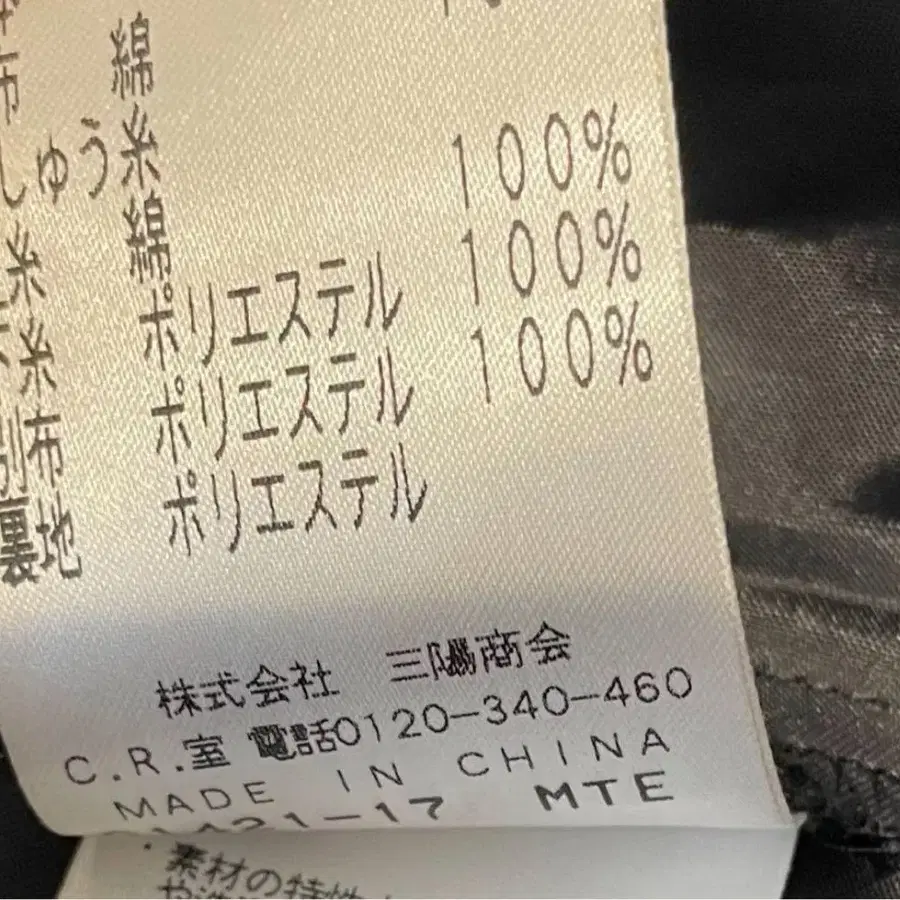 布 綿
しゅう糸
糸 綿 100%
糸 ポリエステル 100%
別布 ポリエステル 100%
裏地 ポリエステル
株式会社 三陽商会
C.R.室 電話0120-340-460
MADE IN CHINA
-17 MTE
・素材の特性